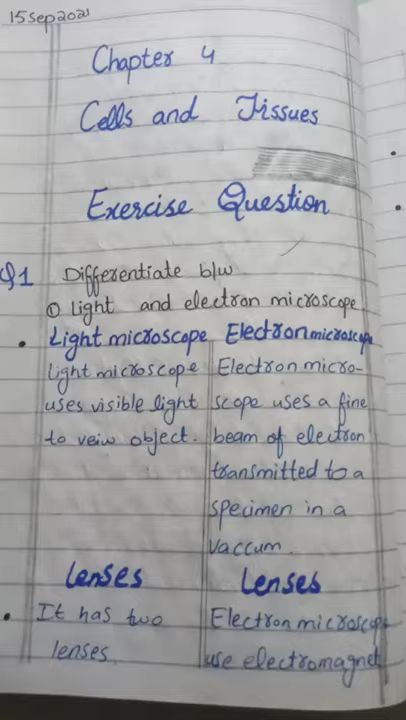 15 Sep 2021
Chapter 4
Cells and Tissues
Exercise Question
Q1 Differentiate b/w
① light and electron microscope
• Light microscope Electron microscope
light microscope
uses visible light
to veiw object.
Electron micro-
scope uses a fine
beam of electron
transmitted to a
specimen in a
vaccum.
Lenses
• It has two
lenses.
Lenses
Electron microscope
use electromagnet